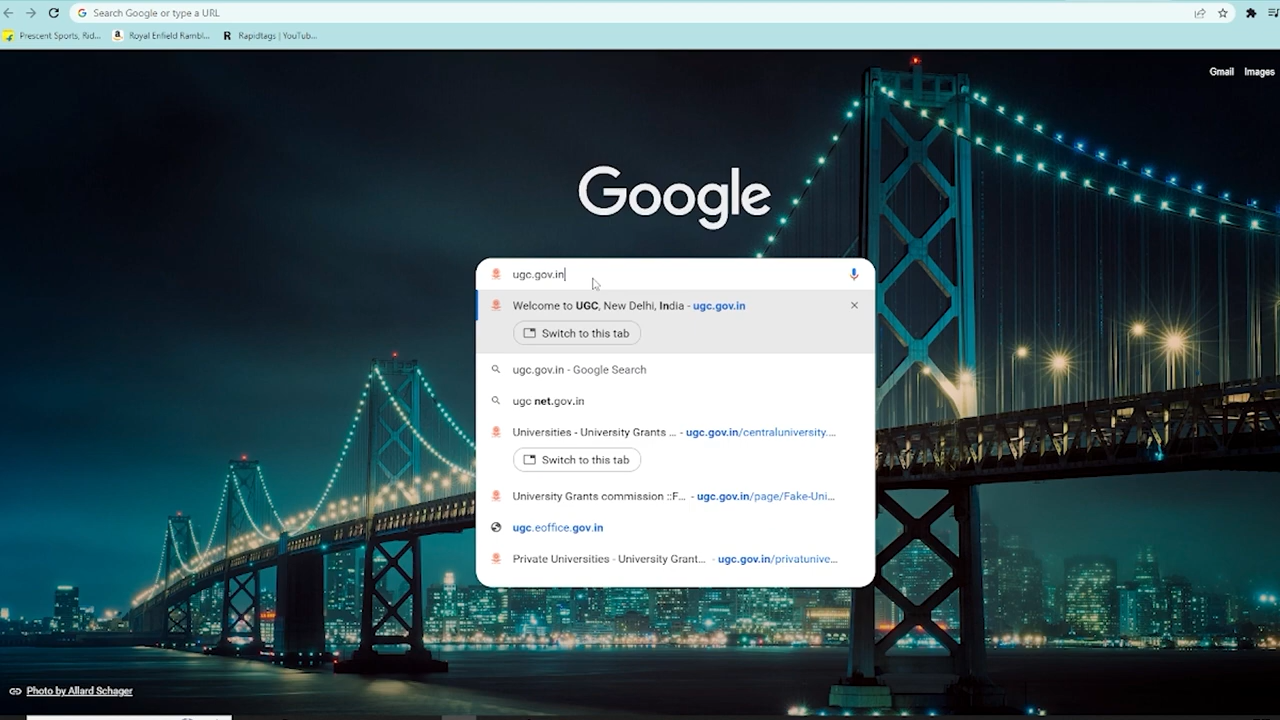 Search Google or type a URL
Prescent Sports, Rid...
Royal Enfield Rambl...
Rapidtags | YouTub...
Gmail
Images
Google
ugc.gov.in
Welcome to UGC, New Delhi, India - ugc.gov.in
Switch to this tab
ugc.gov.in - Google Search
ugc net.gov.in
Universities - University Grants ... - ugc.gov.in/centraluniversity....
Switch to this tab
University Grants commission ::F... - ugc.gov.in/page/Fake-Uni...
ugc.eoffice.gov.in
Private Universities - University Grant... - ugc.gov.in/privatunive...
Photo by Allard Schager